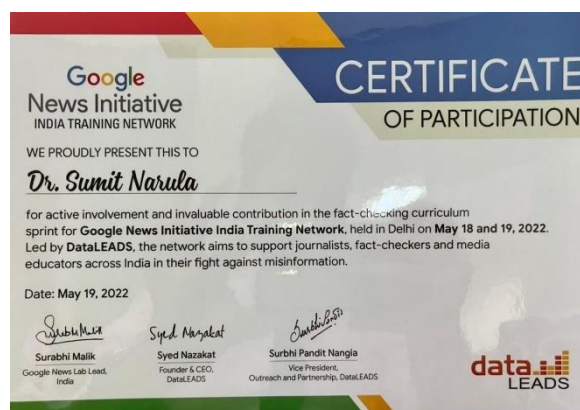 Google
News Initiative
INDIA TRAINING NETWORK
CERTIFICATE
OF PARTICIPATION
WE PROUDLY PRESENT THIS TO
Dr. Sumit Narula
for active involvement and invaluable contribution in the fact-checking curriculum
sprint for Google News Initiative India Training Network, held in Delhi on May 18 and 19, 2022.
Led by DataLEADS, the network aims to support journalists, fact-checkers and media
educators across India in their fight against misinformation.
Date: May 19, 2022
Surabhi Malik
Syed Nazakat
Surabhi Malik
Google News Lab Lead,
India
Syed Nazakat
Founder & CEO,
DataLEADS
Surbhi Pandit Nangia
Vice President,
Outreach and Partnership, DataLEADS
data
LEADS